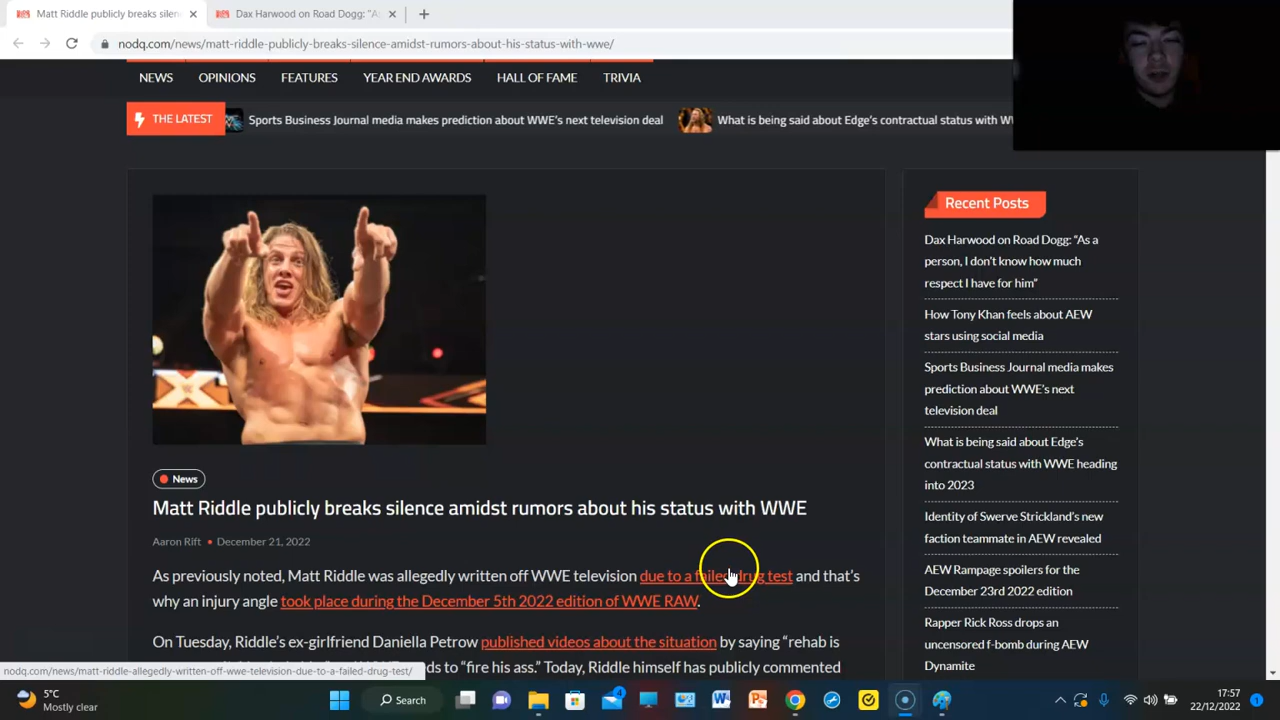 Matt Riddle publicly breaks silen
Dax Harwood on Road Dogg: "A
nodq.com/news/matt-riddle-publicly-breaks-silence-amidst-rumors-about-his-status-with-wwe/
NEWS OPINIONS FEATURES YEAR END AWARDS HALL OF FAME TRIVIA
THE LATEST Sports Business Journal media makes prediction about WWE's next television deal What is being said about Edge's contractual status with
Recent Posts
Dax Harwood on Road Dogg: "As a
person, I don't know how much
respect I have for him"
How Tony Khan feels about AEW
stars using social media
Sports Business Journal media makes
prediction about WWE's next
television deal
What is being said about Edge's
contractual status with WWE heading
into 2023
Identity of Swerve Strickland's new
faction teammate in AEW revealed
AEW Rampage spoilers for the
December 23rd 2022 edition
Rapper Rick Ross drops an
uncensored f-bomb during AEW
Dynamite
News
Matt Riddle publicly breaks silence amidst rumors about his status with WWE
Aaron Rift • December 21, 2022
As previously noted, Matt Riddle was allegedly written off WWE television due to a failed drug test and that's
why an injury angle took place during the December 5th 2022 edition of WWE RAW.
On Tuesday, Riddle's ex-girlfriend Daniella Petrow published videos about the situation by saying "rehab is
ds to "fire his ass." Today, Riddle himself has publicly commented
nodq.com/news/matt-riddle-allegedly-written-off-wwe-television-due-to-a-failed-drug-test/
5°C
Mostly clear
Search
4
17:57
22/12/2022
1